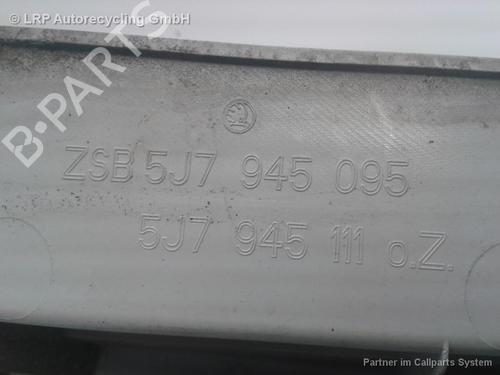 © LRP Autorecycling GmbH
B-PARTS
ZSB 5J7 945 095
5J7 945 111 o.Z.
Partner im Callparts System